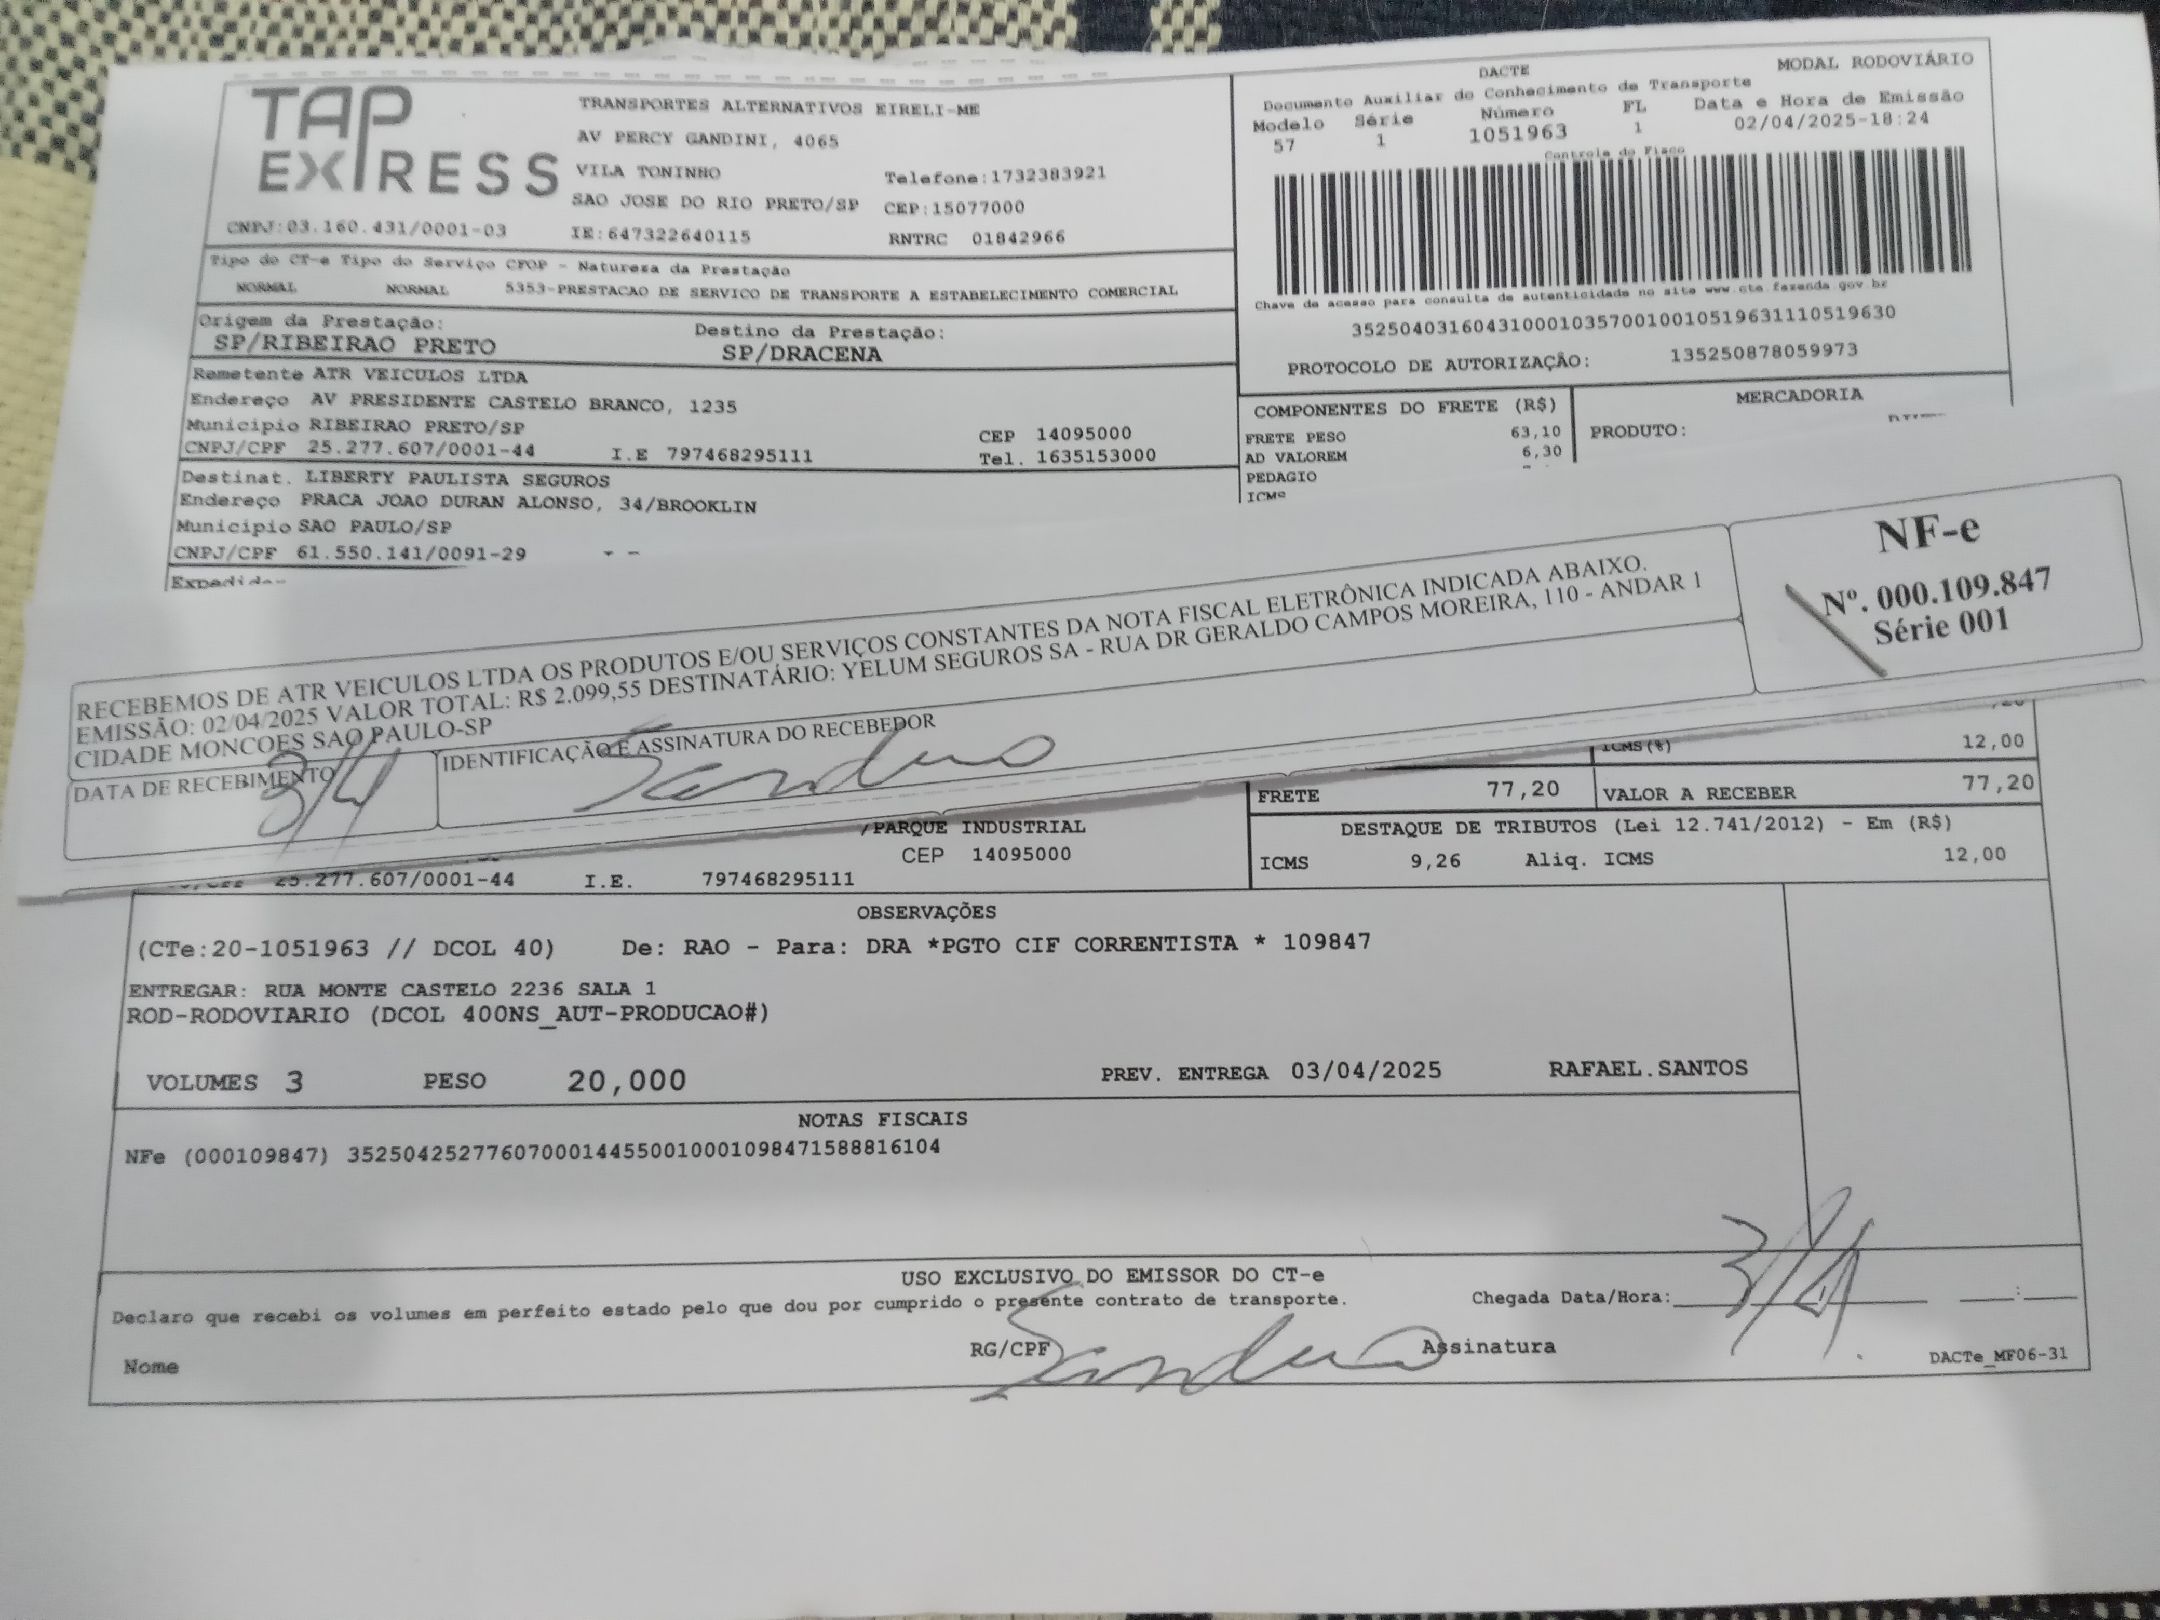 TAP EXPRESS
TRANSPORTES ALTERNATIVOS EIRELI-ME
AV PERCY GANDINI, 4065
VILA TONINHO
Telefone:1732383921
SAO JOSE DO RIO PRETO/SP CEP:15077000
CNPJ:03.160.431/0001-03 IE:647322640115 RNTRC 01842966
Tipo do CT-e Tipo do Serviço CFOP - Natureza da Prestação
NORMAL NORMAL 5353-PRESTACAO DE SERVICO DE TRANSPORTE A ESTABELECIMENTO COMERCIAL
Origem da Prestação: Destino da Prestação:
SP/RIBEIRAO PRETO SP/DRACENA
Remetente ATR VEICULOS LTDA
Endereço AV PRESIDENTE CASTELO BRANCO, 1235
Municipio RIBEIRAO PRETO/SP CEP 14095000
CNPJ/CPF 25.277.607/0001-44 I.E 797468295111 Tel. 1635153000
Destinat. LIBERTY PAULISTA SEGUROS
Endereço PRACA JOAO DURAN ALONSO, 34/BROOKLIN
Municipio SAO PAULO/SP
CNPJ/CPF 61.550.141/0091-29
DACTE MODAL RODOVIÁRIO
Documento Auxiliar do Conhecimento de Transporte
Modelo Série Número FL Data e Hora de Emissão
57 1 1051963 1 02/04/2025-18:24
Controle do Fisco
Chave de acesso para consulta de autenticidade no site www.cte.fazenda.gov.br
35250403160431000103570010010519631110519630
PROTOCOLO DE AUTORIZAÇÃO: 135250878059973
COMPONENTES DO FRETE (R$) MERCADORIA
FRETE PESO 63,10 PRODUTO:
AD VALOREM 6,30
PEDAGIO
ICMS
RECEBEMOS DE ATR VEICULOS LTDA OS PRODUTOS E/OU SERVIÇOS CONSTANTES DA NOTA FISCAL ELETRÔNICA INDICADA ABAIXO.
EMISSÃO: 02/04/2025 VALOR TOTAL: R$ 2.099,55 DESTINATÁRIO: YELUM SEGUROS SA - RUA DR GERALDO CAMPOS MOREIRA, 110 - ANDAR 1
CIDADE MONCOES SAO PAULO-SP
DATA DE RECEBIMENTO IDENTIFICAÇÃO E ASSINATURA DO RECEBEDOR
3/4 Sandro
NF-e
Nº. 000.109.847
Série 001
ICMS(%) 12,00
FRETE 77,20 VALOR A RECEBER 77,20
/PARQUE INDUSTRIAL
CEP 14095000
25.277.607/0001-44 I.E. 797468295111
DESTAQUE DE TRIBUTOS (Lei 12.741/2012) - Em (R$)
ICMS 9,26 Aliq. ICMS 12,00
OBSERVAÇÕES
(CTe:20-1051963 // DCOL 40) De: RAO - Para: DRA *PGTO CIF CORRENTISTA * 109847
ENTREGAR: RUA MONTE CASTELO 2236 SALA 1
ROD-RODOVIARIO (DCOL 400NS_AUT-PRODUCAO#)
VOLUMES 3 PESO 20,000 PREV. ENTREGA 03/04/2025 RAFAEL.SANTOS
NOTAS FISCAIS
NFe (000109847) 35250425277607000144550010001098471588816104
USO EXCLUSIVO DO EMISSOR DO CT-e
Declaro que recebi os volumes em perfeito estado pelo que dou por cumprido o presente contrato de transporte. Chegada Data/Hora: 3/4
Nome RG/CPF Sandro Assinatura DACTe_MF06-31